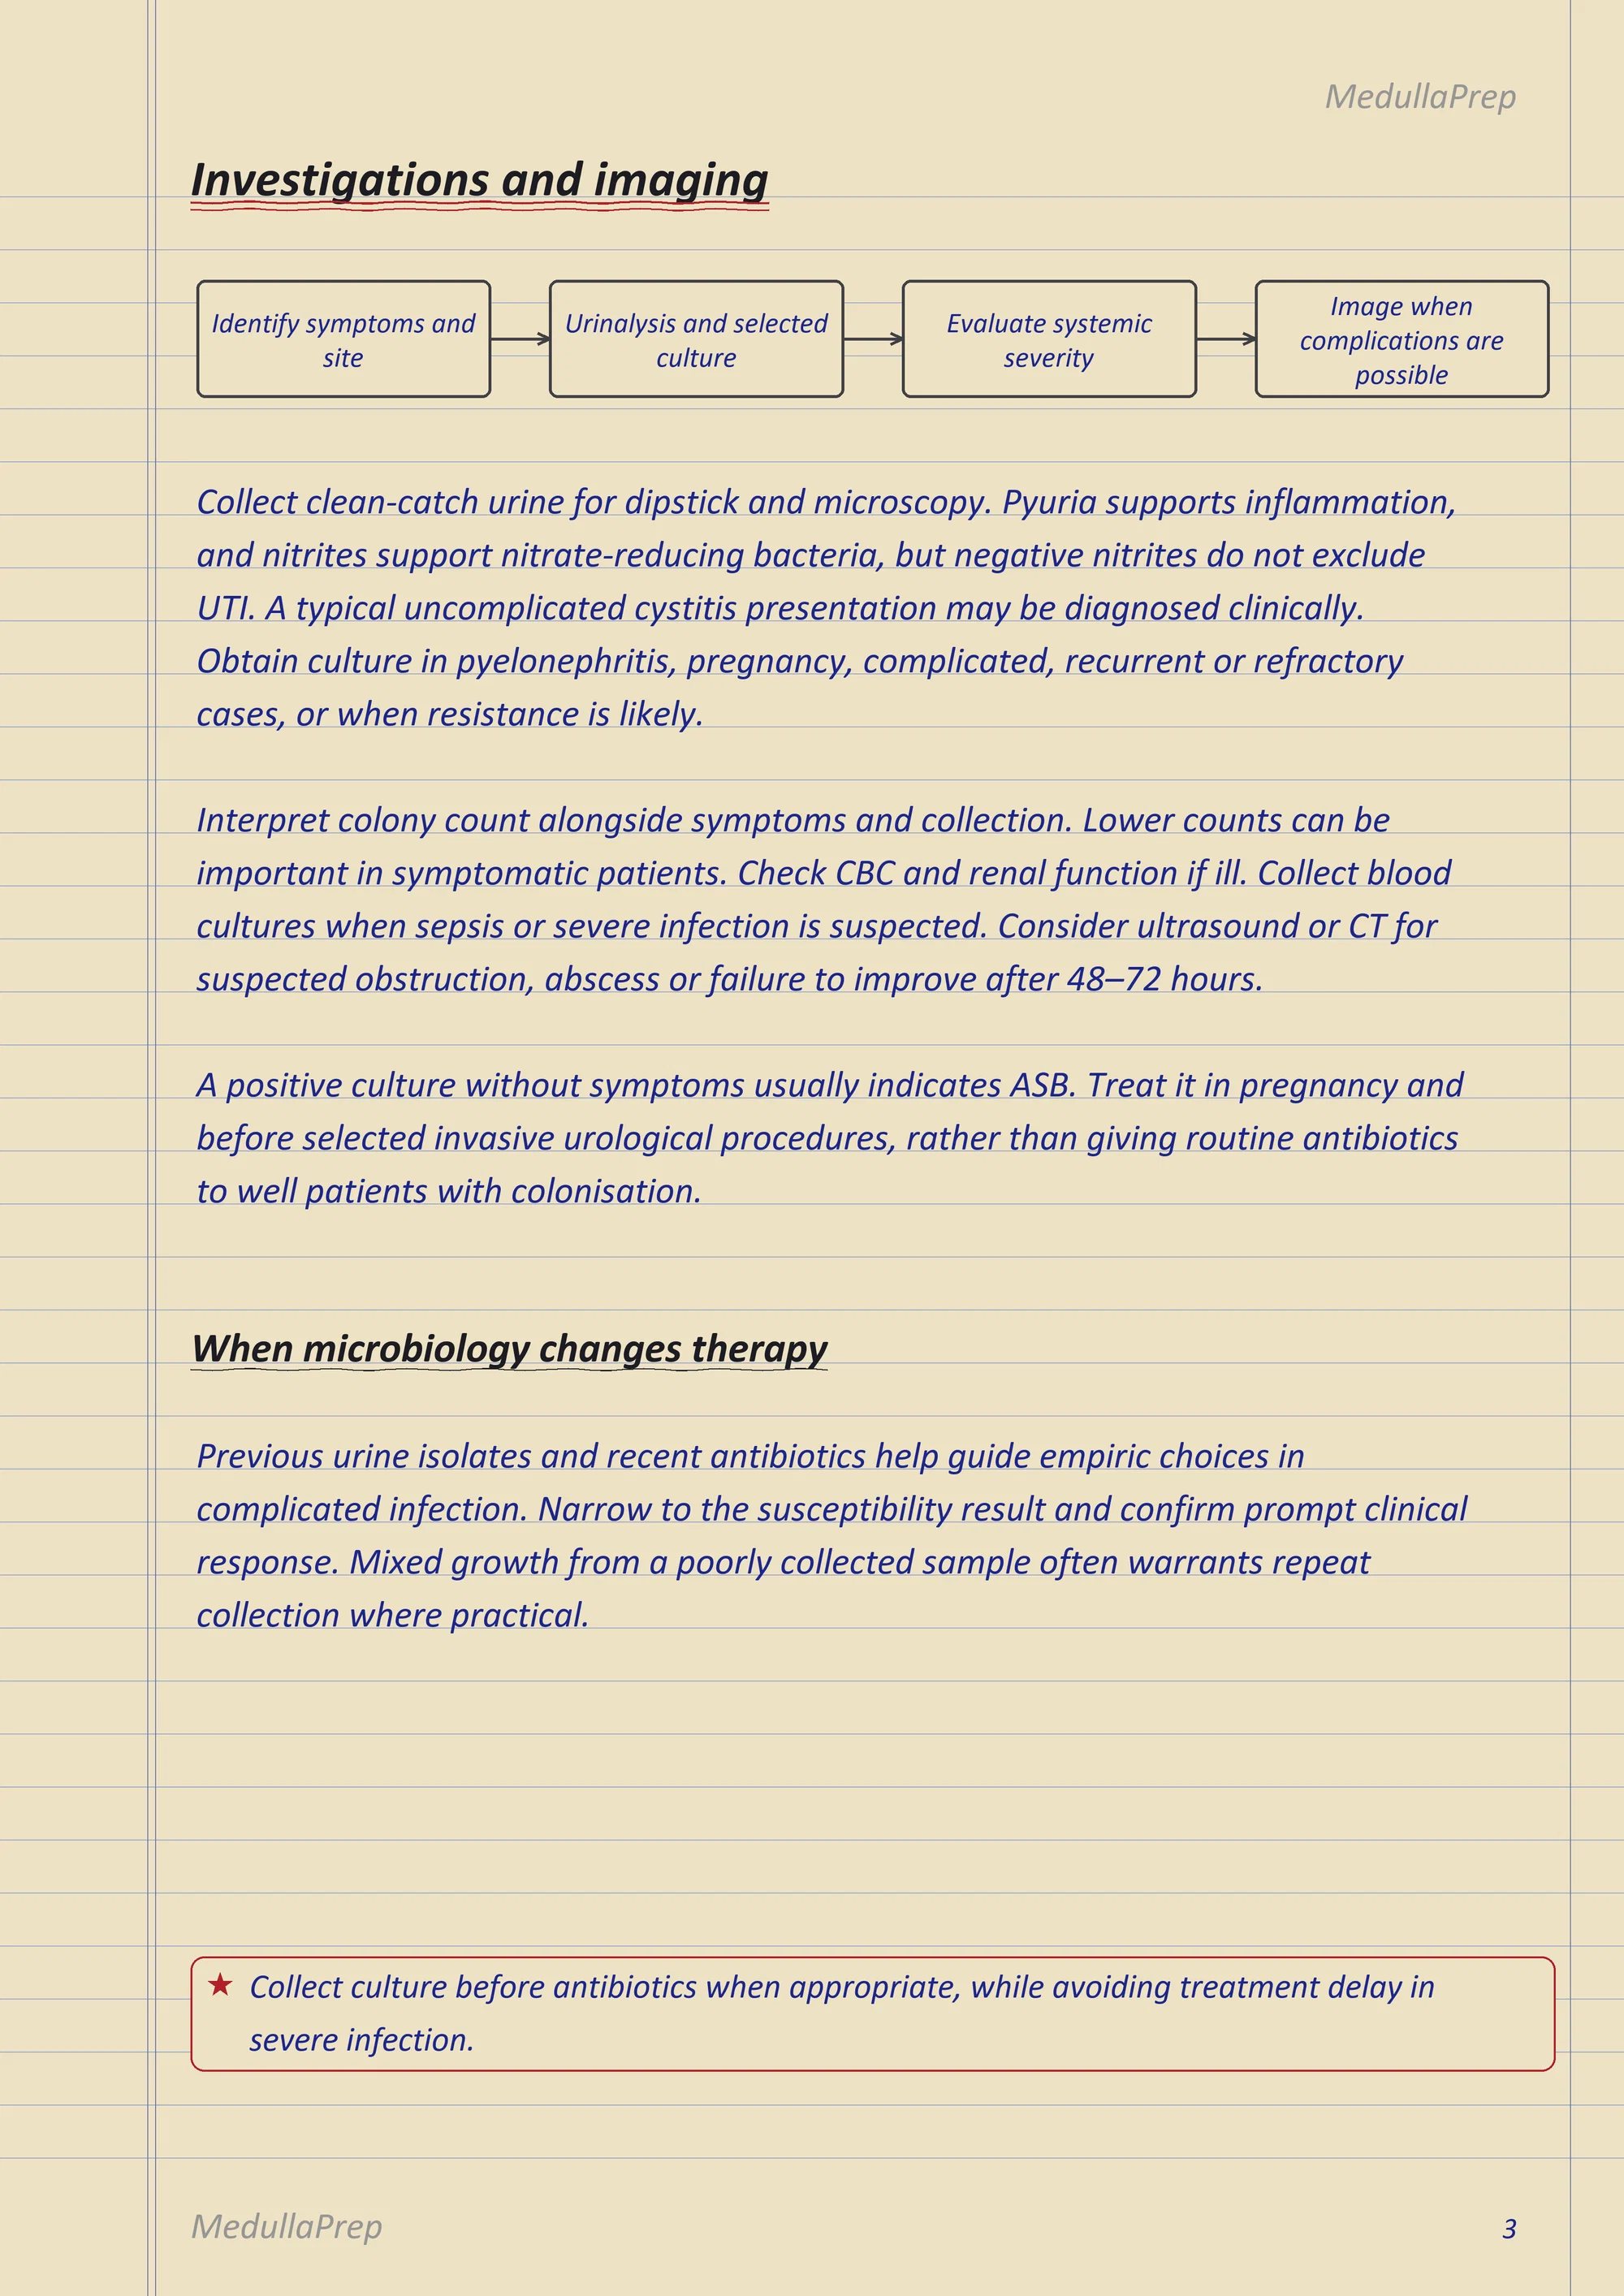 MedullaPrep
Investigations and imaging
Identify symptoms and
site
Urinalysis and selected
culture
Evaluate systemic
severity
Image when
complications are
possible
Collect clean-catch urine for dipstick and microscopy. Pyuria supports inflammation,
and nitrites support nitrate-reducing bacteria, but negative nitrites do not exclude
UTI. A typical uncomplicated cystitis presentation may be diagnosed clinically.
Obtain culture in pyelonephritis, pregnancy, complicated, recurrent or refractory
cases, or when resistance is likely.
Interpret colony count alongside symptoms and collection. Lower counts can be
important in symptomatic patients. Check CBC and renal function if ill. Collect blood
cultures when sepsis or severe infection is suspected. Consider ultrasound or CT for
suspected obstruction, abscess or failure to improve after 48–72 hours.
A positive culture without symptoms usually indicates ASB. Treat it in pregnancy and
before selected invasive urological procedures, rather than giving routine antibiotics
to well patients with colonisation.
When microbiology changes therapy
Previous urine isolates and recent antibiotics help guide empiric choices in
complicated infection. Narrow to the susceptibility result and confirm prompt clinical
response. Mixed growth from a poorly collected sample often warrants repeat
collection where practical.
★ Collect culture before antibiotics when appropriate, while avoiding treatment delay in
severe infection.
MedullaPrep
3